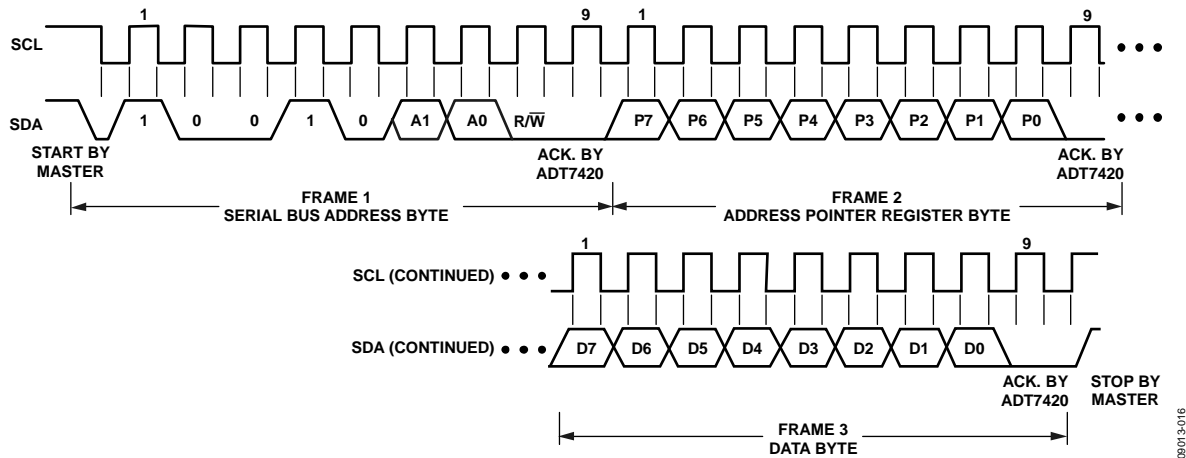 1 9 1 9
SCL
SDA
1 0 0 1 0 A1 A0 R/W̅ P7 P6 P5 P4 P3 P2 P1 P0
START BY
MASTER
ACK. BY
ADT7420
ACK. BY
ADT7420
FRAME 1
SERIAL BUS ADDRESS BYTE
FRAME 2
ADDRESS POINTER REGISTER BYTE
1 9
SCL (CONTINUED)
SDA (CONTINUED)
D7 D6 D5 D4 D3 D2 D1 D0
ACK. BY
ADT7420
STOP BY
MASTER
FRAME 3
DATA BYTE
09013-016